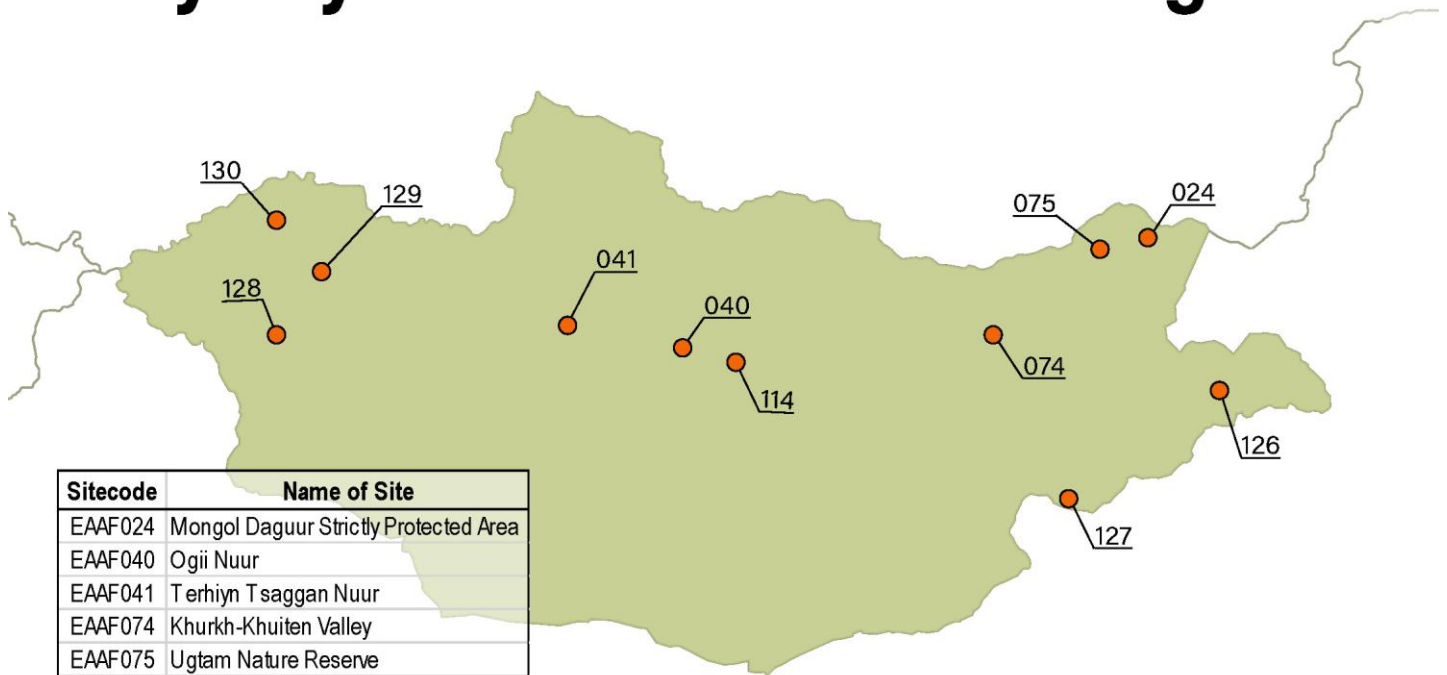 130
129
075
024
041
128
040
074
114
126
127
Sitecode Name of Site
EAAF024 Mongol Daguur Strictly Protected Area
EAAF040 Ogii Nuur
EAAF041 Terhiyn Tsaggan Nuur
EAAF074 Khurkh-Khuiten Valley
EAAF075 Ugtam Nature Reserve